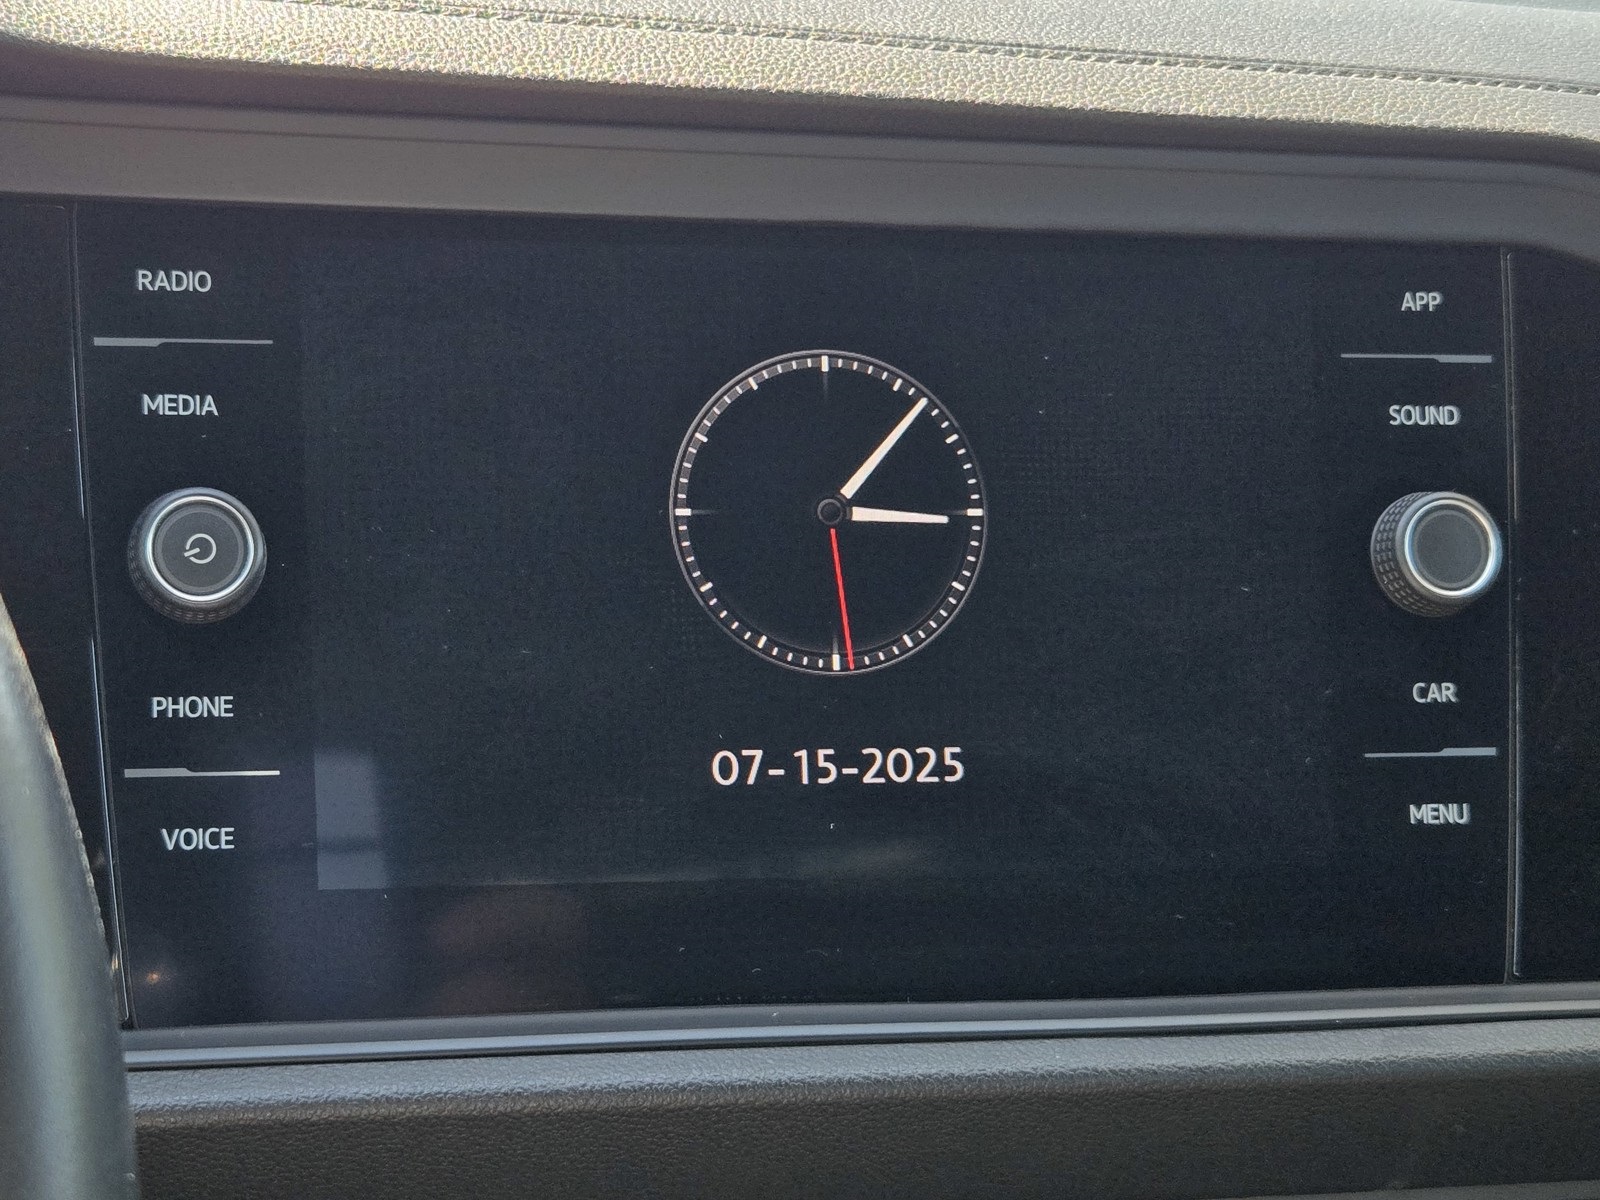 RADIO
MEDIA
PHONE
VOICE
07-15-2025
APP
SOUND
CAR
MENU